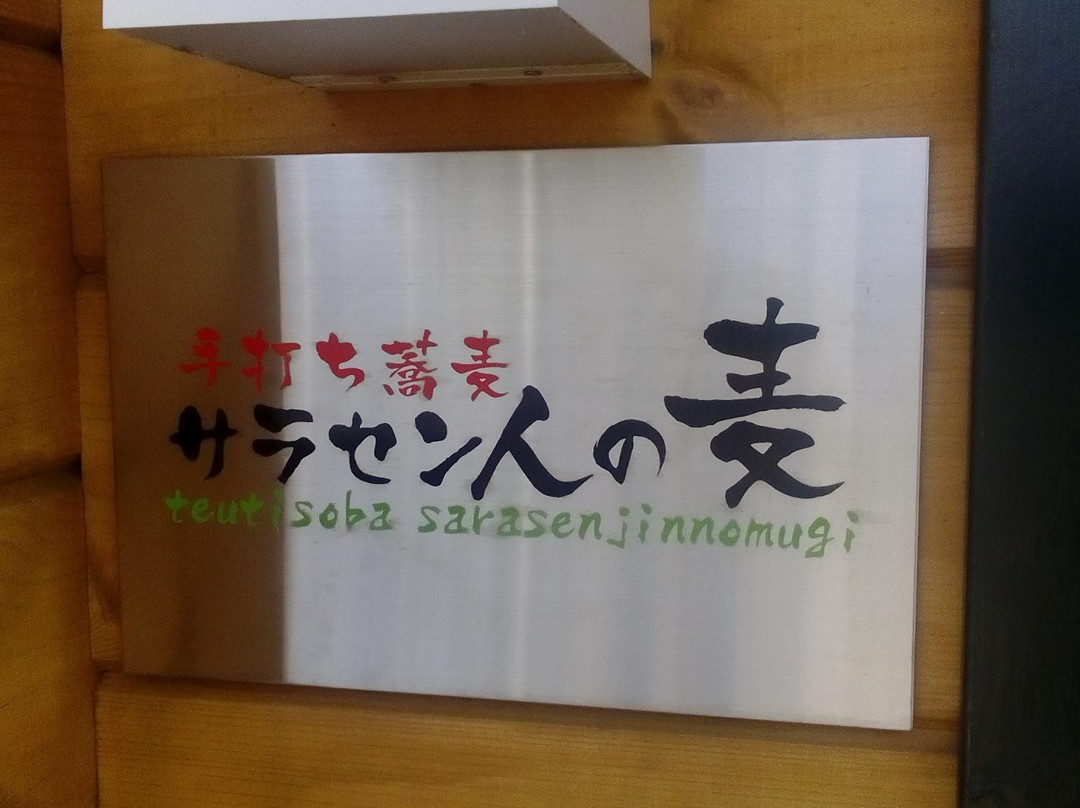 手打ち蕎麦
サラセン人の麦
teutisoba sarasenjinnomugi